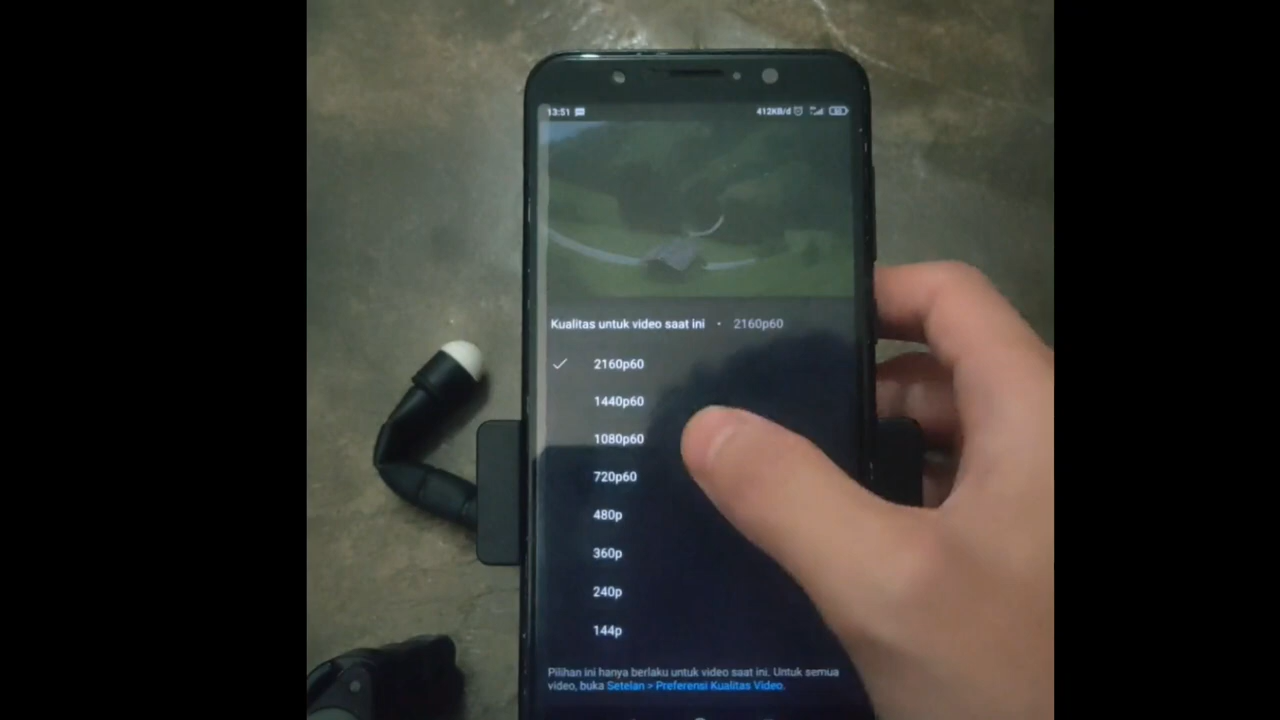 13:51 412KB/d
Kualitas untuk video saat ini • 2160p60
2160p60
1440p60
1080p60
720p60
480p
360p
240p
144p
Pilihan ini hanya berlaku untuk video saat ini. Untuk semua
video, buka Setelan > Preferensi Kualitas Video.